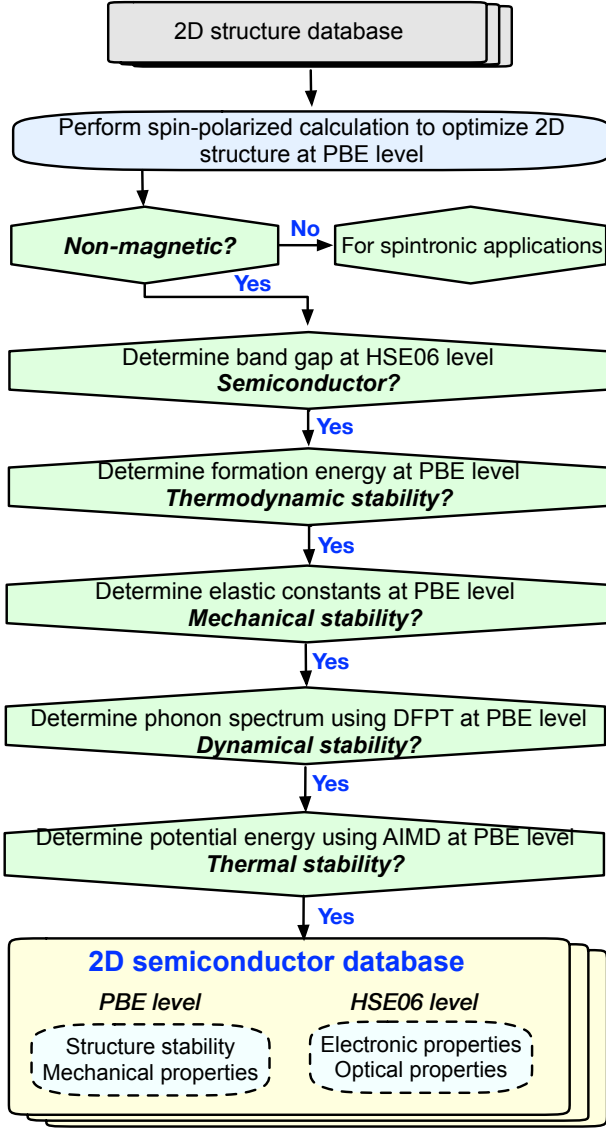 2D structure database
Perform spin-polarized calculation to optimize 2D
structure at PBE level
Non-magnetic?
No
For spintronic applications
Yes
Determine band gap at HSE06 level
Semiconductor?
Yes
Determine formation energy at PBE level
Thermodynamic stability?
Yes
Determine elastic constants at PBE level
Mechanical stability?
Yes
Determine phonon spectrum using DFPT at PBE level
Dynamical stability?
Yes
Determine potential energy using AIMD at PBE level
Thermal stability?
Yes
2D semiconductor database
PBE level
HSE06 level
Structure stability
Mechanical properties
Electronic properties
Optical properties